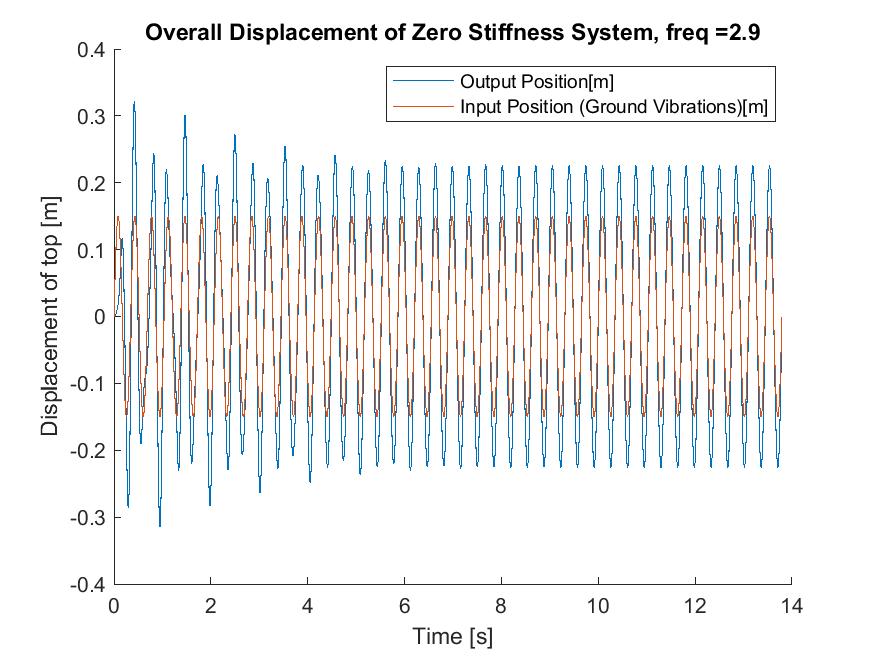 Overall Displacement of Zero Stiffness System, freq =2.9
0.4
Output Position[m]
Input Position (Ground Vibrations)[m]
0.3
0.2
0.1
0
-0.1
-0.2
-0.3
-0.4
Displacement of top [m]
0 2 4 6 8 10 12 14
Time [s]